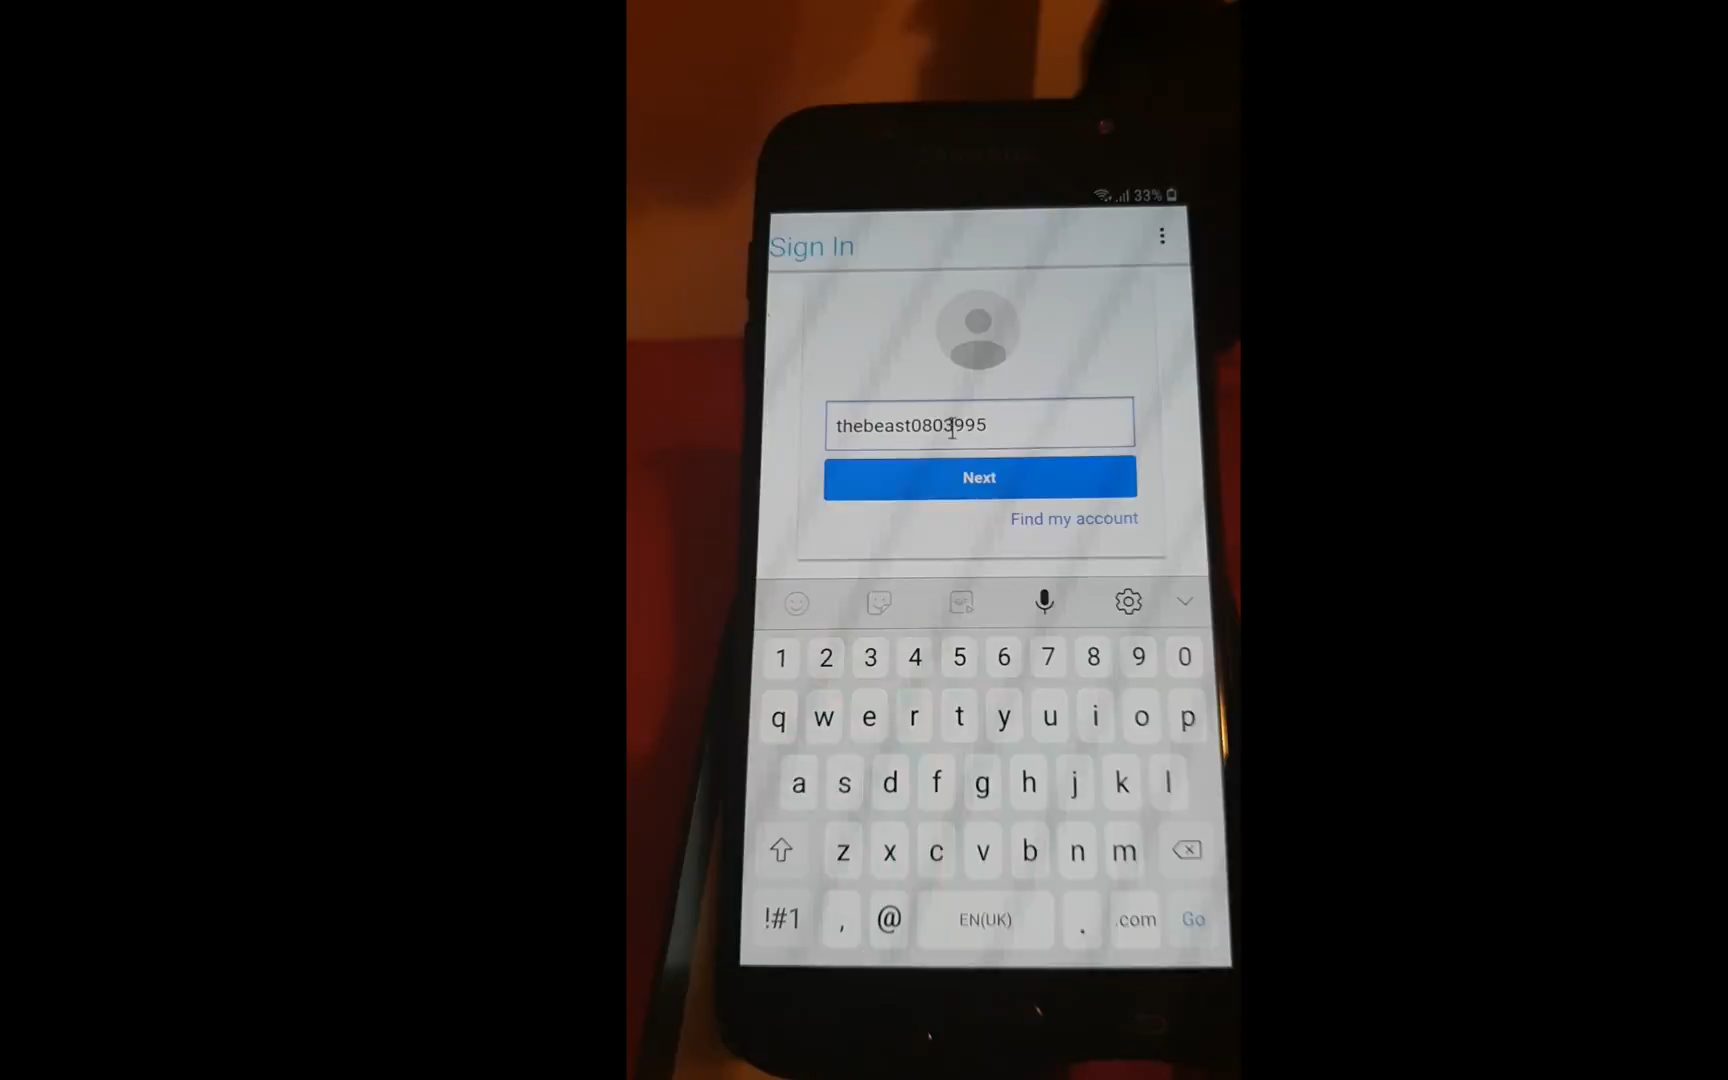 33%
Sign In
thebeast0803995
Next
Find my account
1 2 3 4 5 6 7 8 9 0
q w e r t y u i o p
a s d f g h j k l
z x c v b n m
!#1 , @ EN(UK) . .com Go